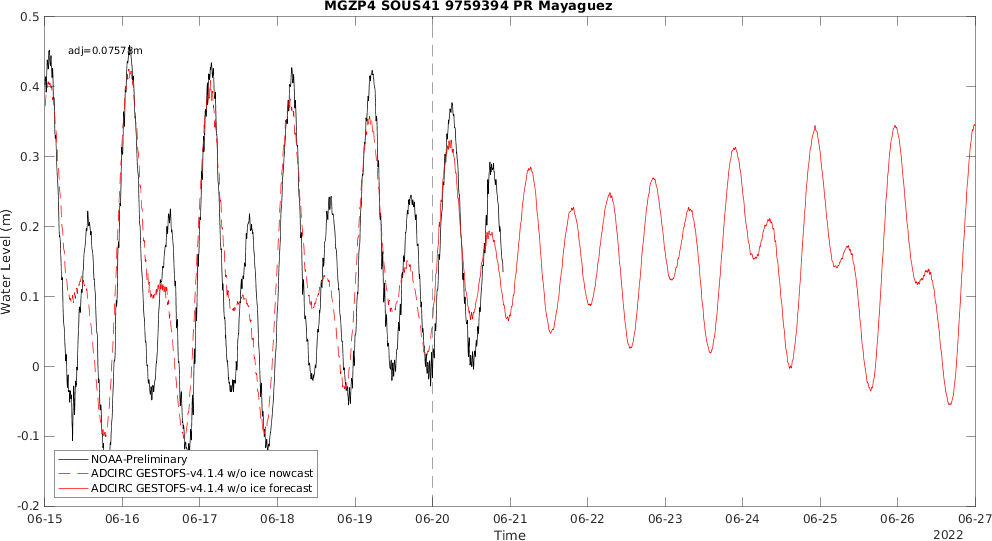 MGZP4 SOUS41 9759394 PR Mayaguez
0.5
adj=0.07573m
0.4
0.3
0.2
0.1
0
-0.1
-0.2
Water Level (m)
NOAA-Preliminary
ADCIRC GESTOFS-v4.1.4 w/o ice nowcast
ADCIRC GESTOFS-v4.1.4 w/o ice forecast
06-15 06-16 06-17 06-18 06-19 06-20 06-21 06-22 06-23 06-24 06-25 06-26 06-27
Time
2022